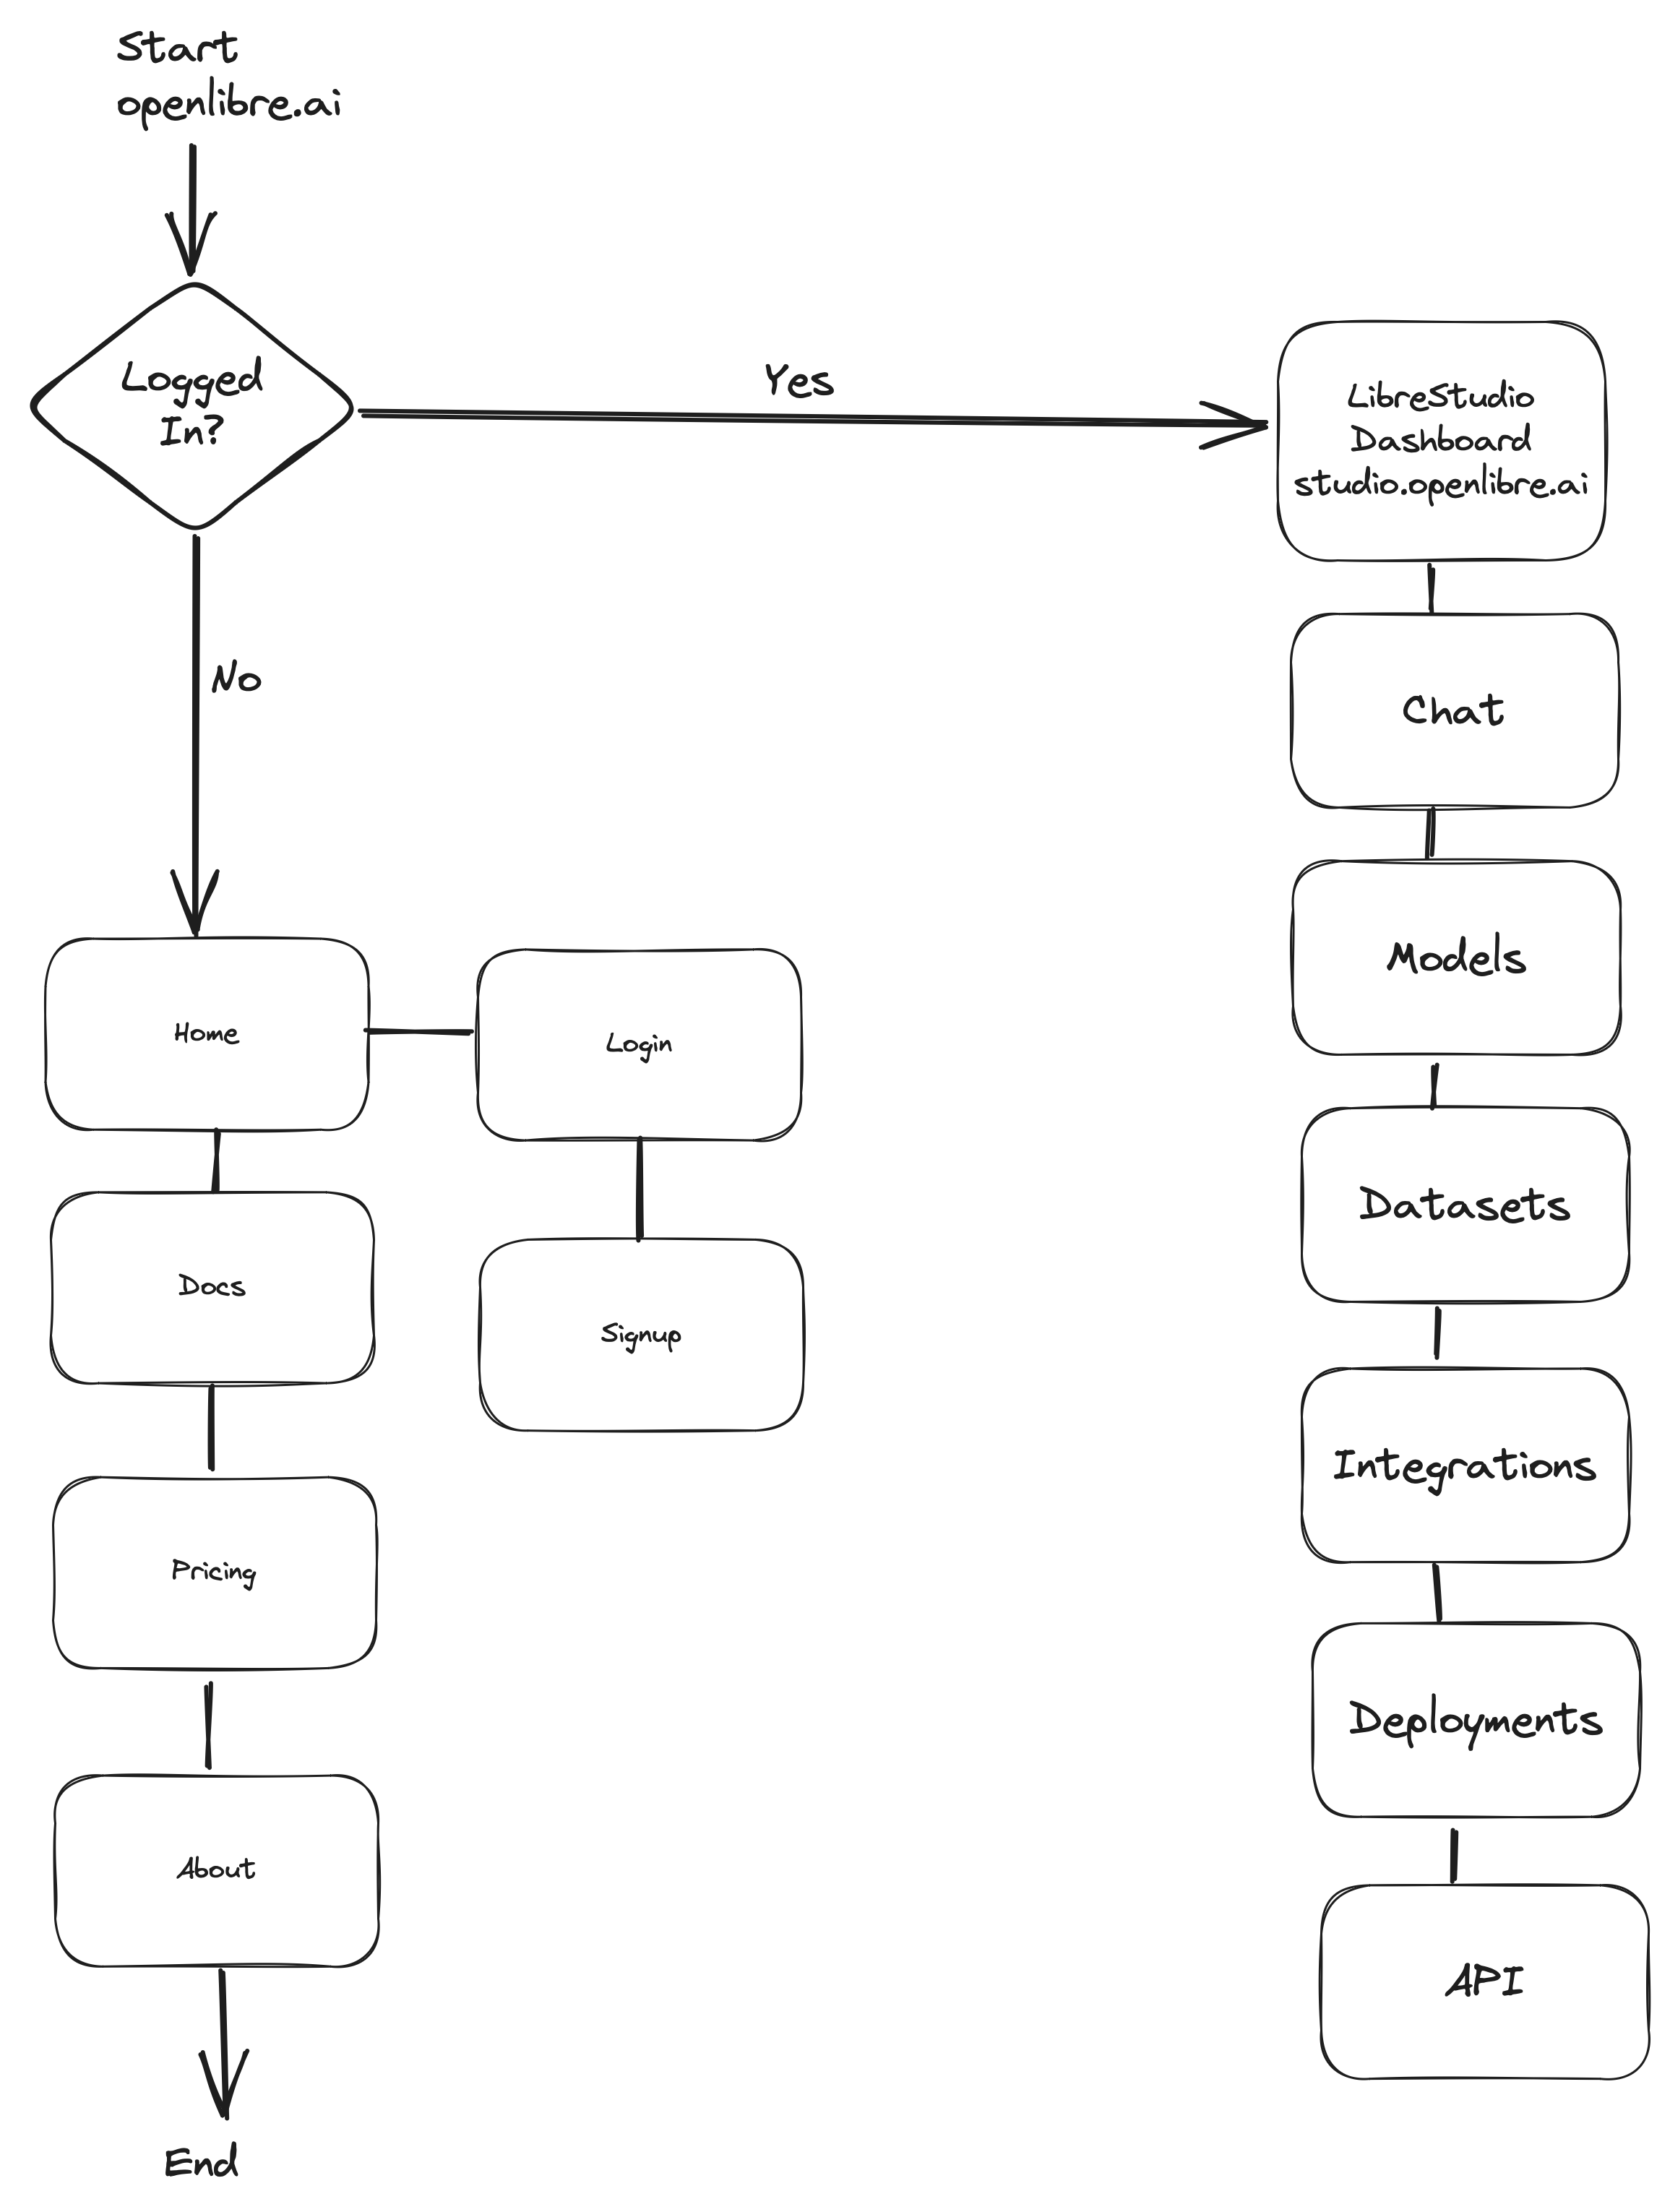 Start
openlibre.ai
Logged
In?
Yes
LibreStudio
Dashboard
studio.openlibre.ai
No
Chat
Models
Home
Login
Docs
Signup
Datasets
Integrations
Pricing
Deployments
About
API
End